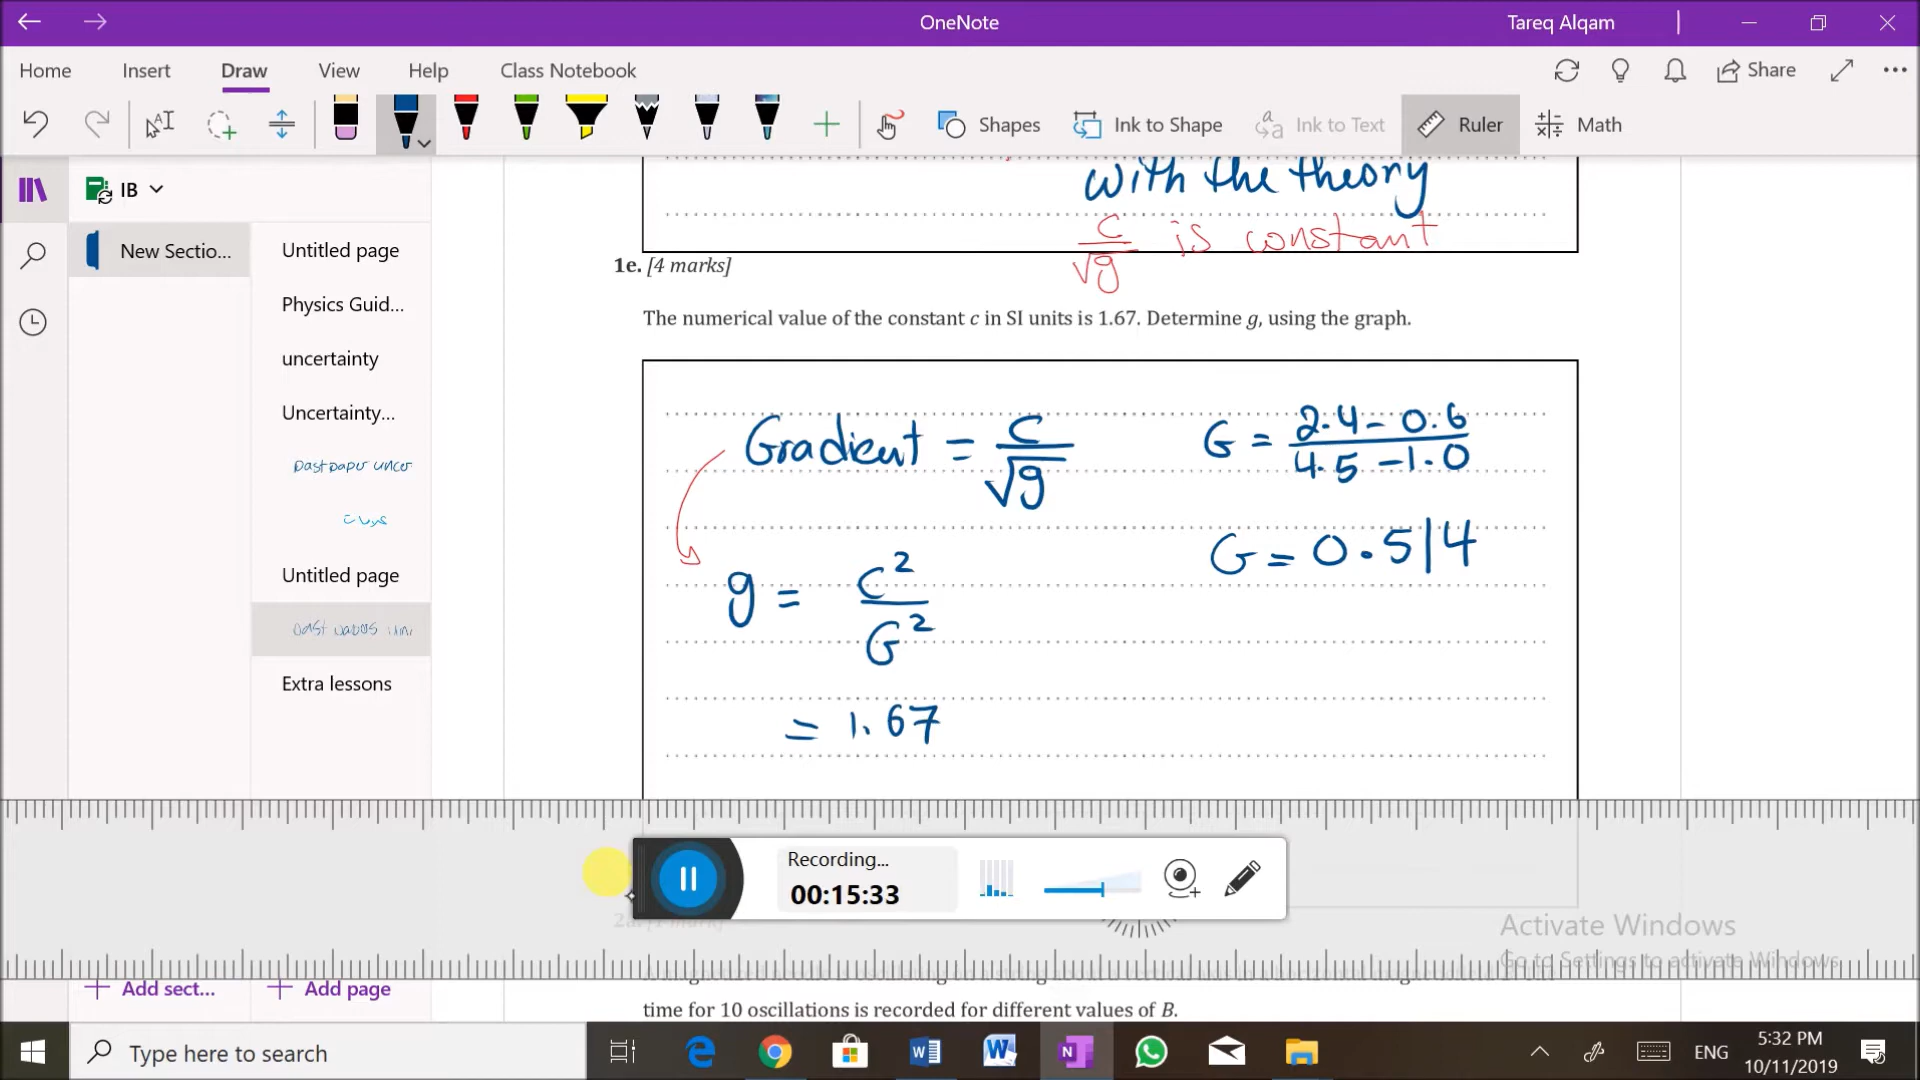 OneNote
Tareq Alqam
Home Insert Draw View Help Class Notebook
Share
Shapes Ink to Shape Ink to Text Ruler Math
IB
New Sectio...
Untitled page
Physics Guid...
uncertainty
Uncertainty...
Past paper uncer
Untitled page
Extra lessons
with the theory
c/√g is constant
1e. [4 marks]
The numerical value of the constant c in SI units is 1.67. Determine g, using the graph.
Gradient = c/√g
G = 2.4 - 0.6 / 4.5 - 1.0
G = 0.514
g = c²/G²
= 1.67
Recording...
00:15:33
Activate Windows
Go to Settings to activate Windows.
Add sect... Add page
time for 10 oscillations is recorded for different values of B.
Type here to search
ENG
5:32 PM
10/11/2019